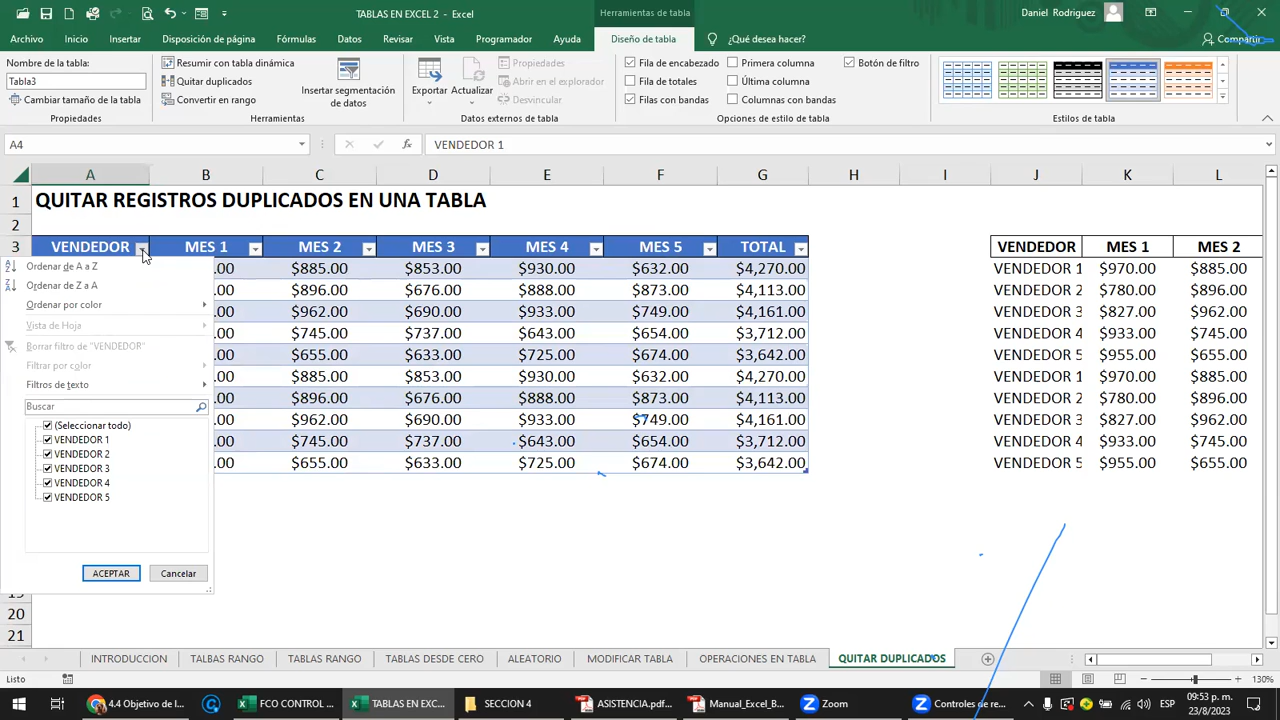 TABLAS EN EXCEL 2 - Excel
Herramientas de tabla
Daniel Rodriguez
Archivo Inicio Insertar Disposición de página Fórmulas Datos Revisar Vista Programador Ayuda Diseño de tabla ¿Qué desea hacer? Compartir
Nombre de la tabla:
Tabla3
Cambiar tamaño de la tabla
Propiedades
Resumir con tabla dinámica
Quitar duplicados
Convertir en rango
Insertar segmentación
de datos
Herramientas
Exportar
Actualizar
Propiedades
Abrir en el explorador
Desvincular
Datos externos de tabla
Fila de encabezado
Fila de totales
Filas con bandas
Primera columna
Última columna
Columnas con bandas
Botón de filtro
Opciones de estilo de tabla
Estilos de tabla
A4
fx
VENDEDOR 1
A B C D E F G H I J K L
1 QUITAR REGISTROS DUPLICADOS EN UNA TABLA
2
3 VENDEDOR MES 1 MES 2 MES 3 MES 4 MES 5 TOTAL VENDEDOR MES 1 MES 2
.00 $885.00 $853.00 $930.00 $632.00 $4,270.00 VENDEDOR 1 $970.00 $885.00
.00 $896.00 $676.00 $888.00 $873.00 $4,113.00 VENDEDOR 2 $780.00 $896.00
.00 $962.00 $690.00 $933.00 $749.00 $4,161.00 VENDEDOR 3 $827.00 $962.00
.00 $745.00 $737.00 $643.00 $654.00 $3,712.00 VENDEDOR 4 $933.00 $745.00
.00 $655.00 $633.00 $725.00 $674.00 $3,642.00 VENDEDOR 5 $955.00 $655.00
.00 $885.00 $853.00 $930.00 $632.00 $4,270.00 VENDEDOR 1 $970.00 $885.00
.00 $896.00 $676.00 $888.00 $873.00 $4,113.00 VENDEDOR 2 $780.00 $896.00
.00 $962.00 $690.00 $933.00 $749.00 $4,161.00 VENDEDOR 3 $827.00 $962.00
.00 $745.00 $737.00 $643.00 $654.00 $3,712.00 VENDEDOR 4 $933.00 $745.00
.00 $655.00 $633.00 $725.00 $674.00 $3,642.00 VENDEDOR 5 $955.00 $655.00
Ordenar de A a Z
Ordenar de Z a A
Ordenar por color
Vista de Hoja
Borrar filtro de "VENDEDOR"
Filtrar por color
Filtros de texto
Buscar
(Seleccionar todo)
VENDEDOR 1
VENDEDOR 2
VENDEDOR 3
VENDEDOR 4
VENDEDOR 5
ACEPTAR Cancelar
20
21
INTRODUCCION TALBAS RANGO TABLAS RANGO TABLAS DESDE CERO ALEATORIO MODIFICAR TABLA OPERACIONES EN TABLA QUITAR DUPLICADOS
Listo
130%
4.4 Objetivo de l...
FCO CONTROL ...
TABLAS EN EXC...
SECCION 4
ASISTENCIA.pdf...
Manual_Excel_B...
Zoom
Controles de re...
ESP
09:53 p. m.
23/8/2023